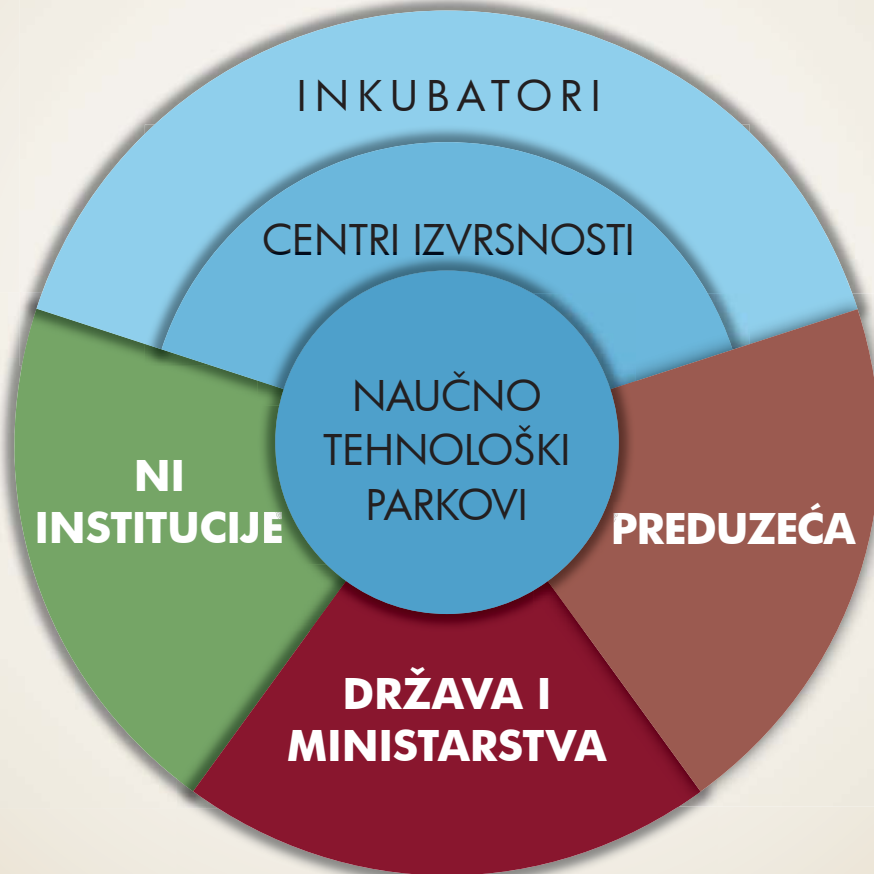 INKUBATORI
CENTRI IZVRSNOSTI
NAUČNO
TEHNOLOŠKI
PARKOVI
NI
INSTITUCIJE
PREDUZEĆA
DRŽAVA I
MINISTARSTVA